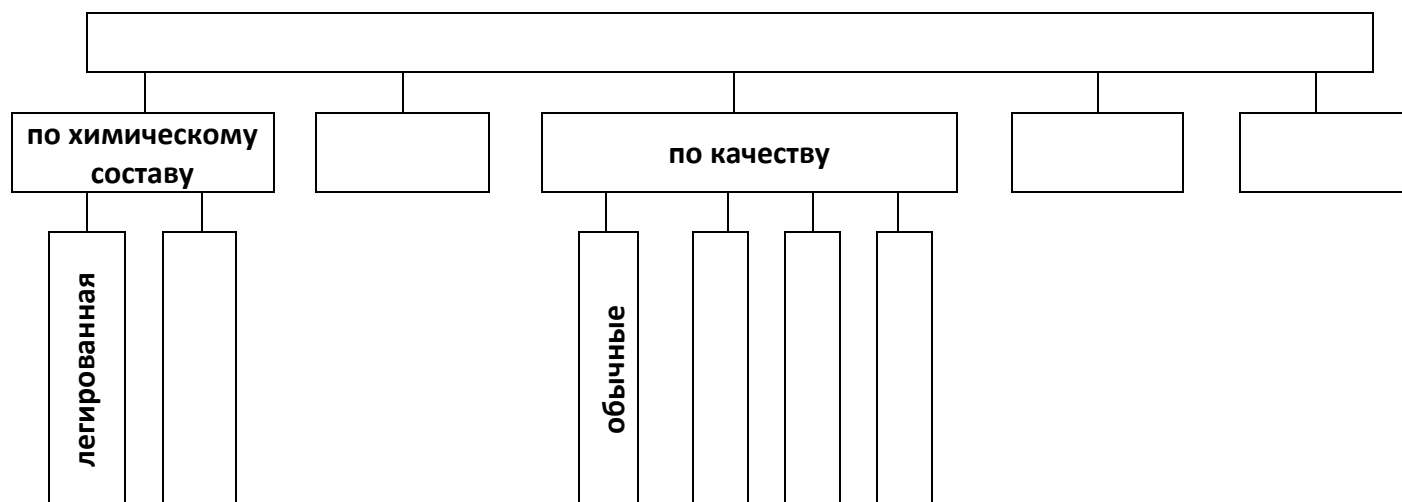 по химическому
составу
по качеству
легированная
обычные